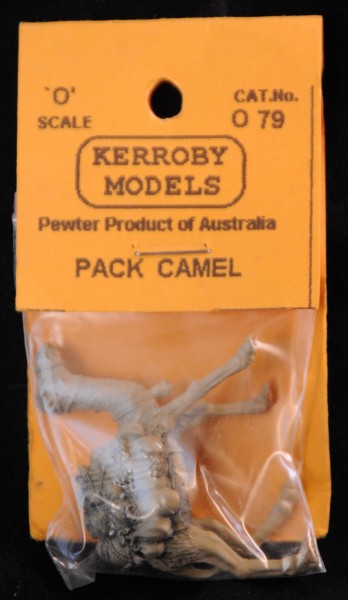 'O' CAT.No.
SCALE O 79
KERROBY
MODELS
Pewter Product of Australia
PACK CAMEL